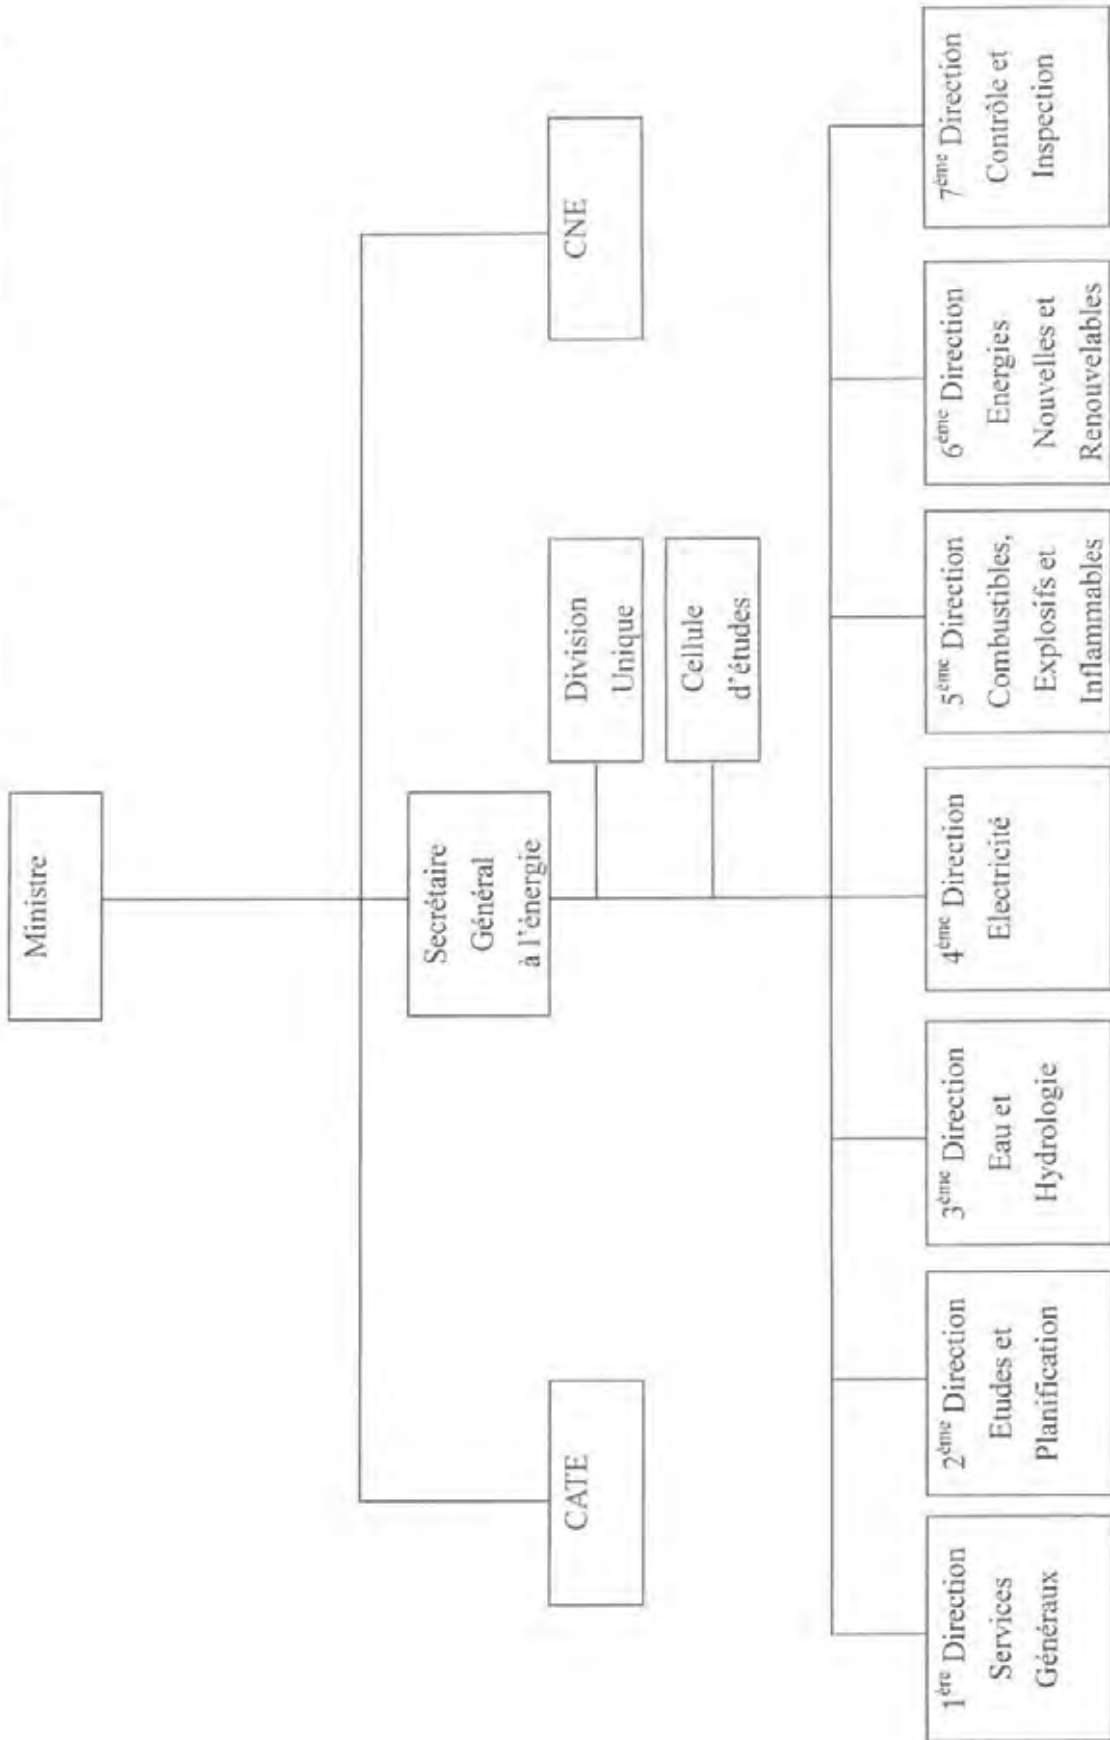 Ministre
CATE
Secrétaire
Général
à l'énergie
CNE
Division
Unique
Cellule
d'études
1ère Direction
Services
Généraux
2ème Direction
Etudes et
Planification
3ème Direction
Eau et
Hydrologie
4ème Direction
Electricité
5ème Direction
Combustibles,
Explosifs et
Inflammables
6ème Direction
Energies
Nouvelles et
Renouvelables
7ème Direction
Contrôle et
Inspection